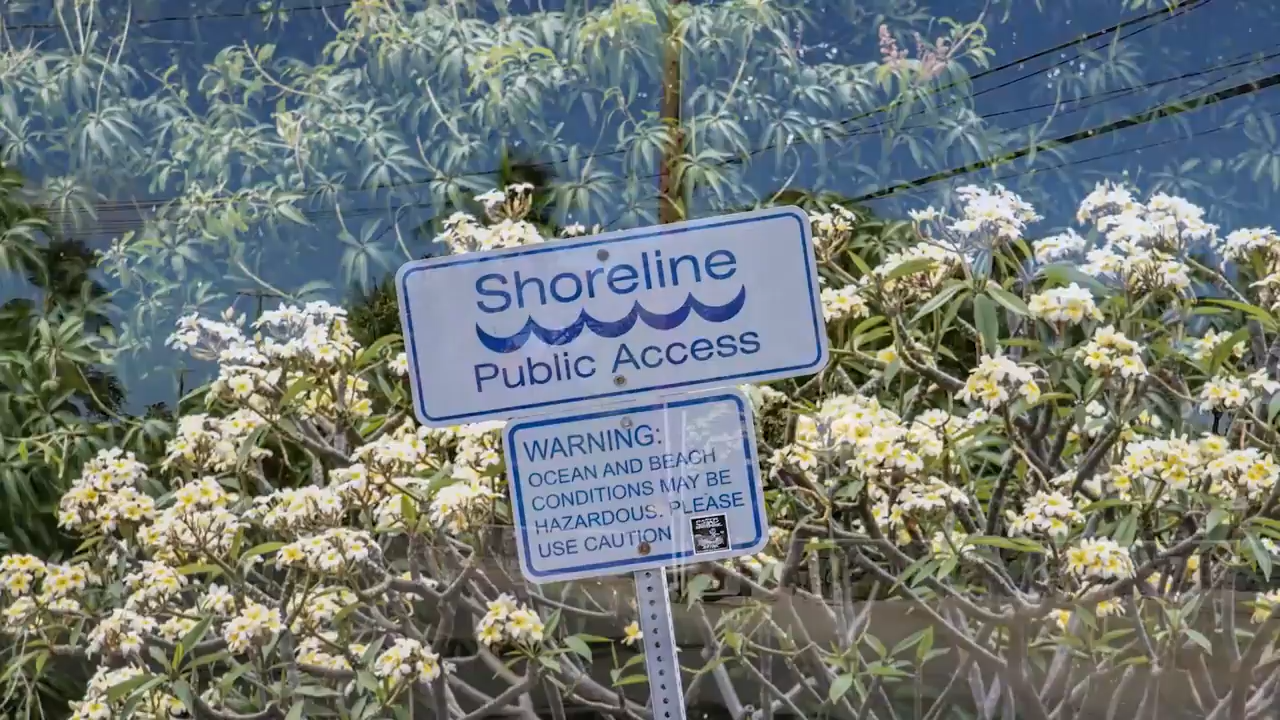 Shoreline
Public Access
WARNING:
OCEAN AND BEACH
CONDITIONS MAY BE
HAZARDOUS. PLEASE
USE CAUTION